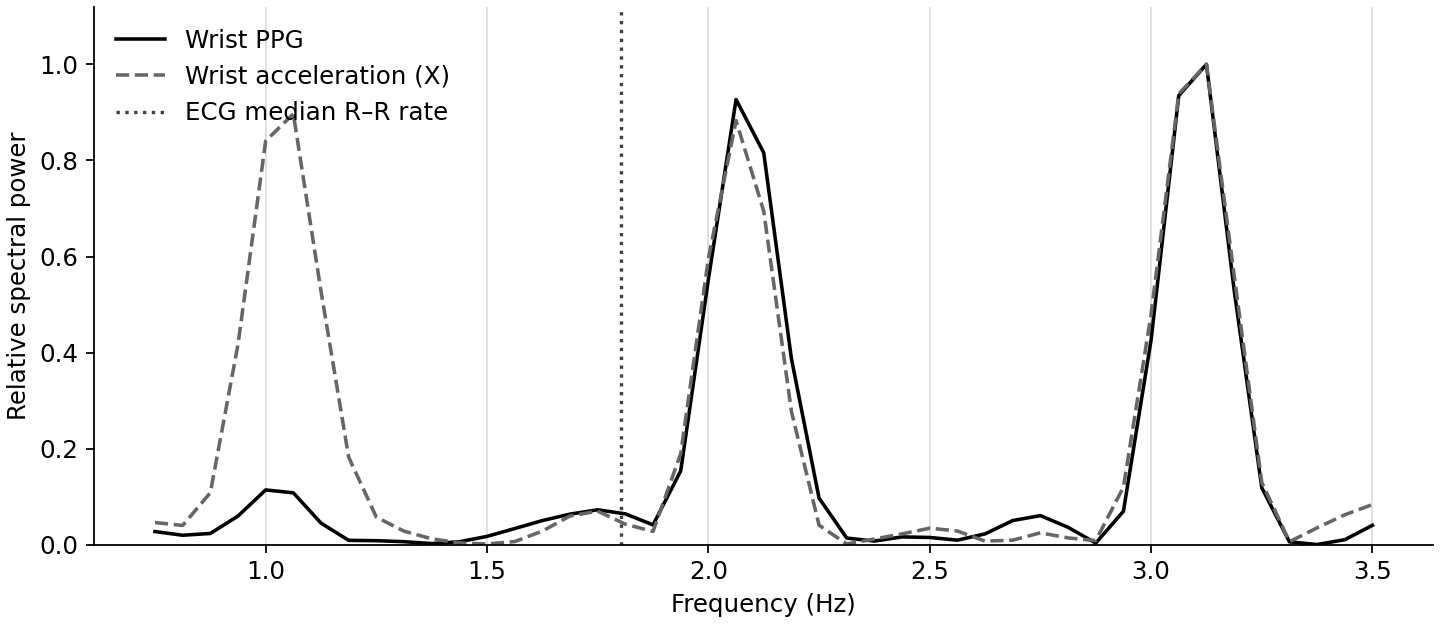 Wrist PPG
Wrist acceleration (X)
ECG median R–R rate
Relative spectral power
1.0
0.8
0.6
0.4
0.2
0.0
1.0 1.5 2.0 2.5 3.0 3.5
Frequency (Hz)